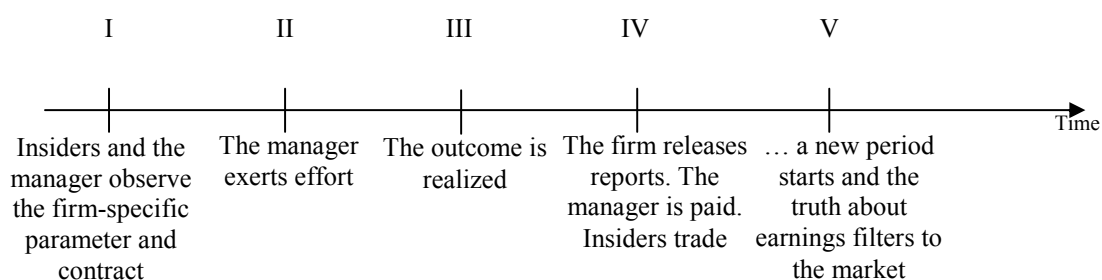 I
II
III
IV
V
Time
Insiders and the
manager observe
the firm-specific
parameter and
contract
The manager
exerts effort
The outcome is
realized
The firm releases
reports. The
manager is paid.
Insiders trade
… a new period
starts and the
truth about
earnings filters to
the market